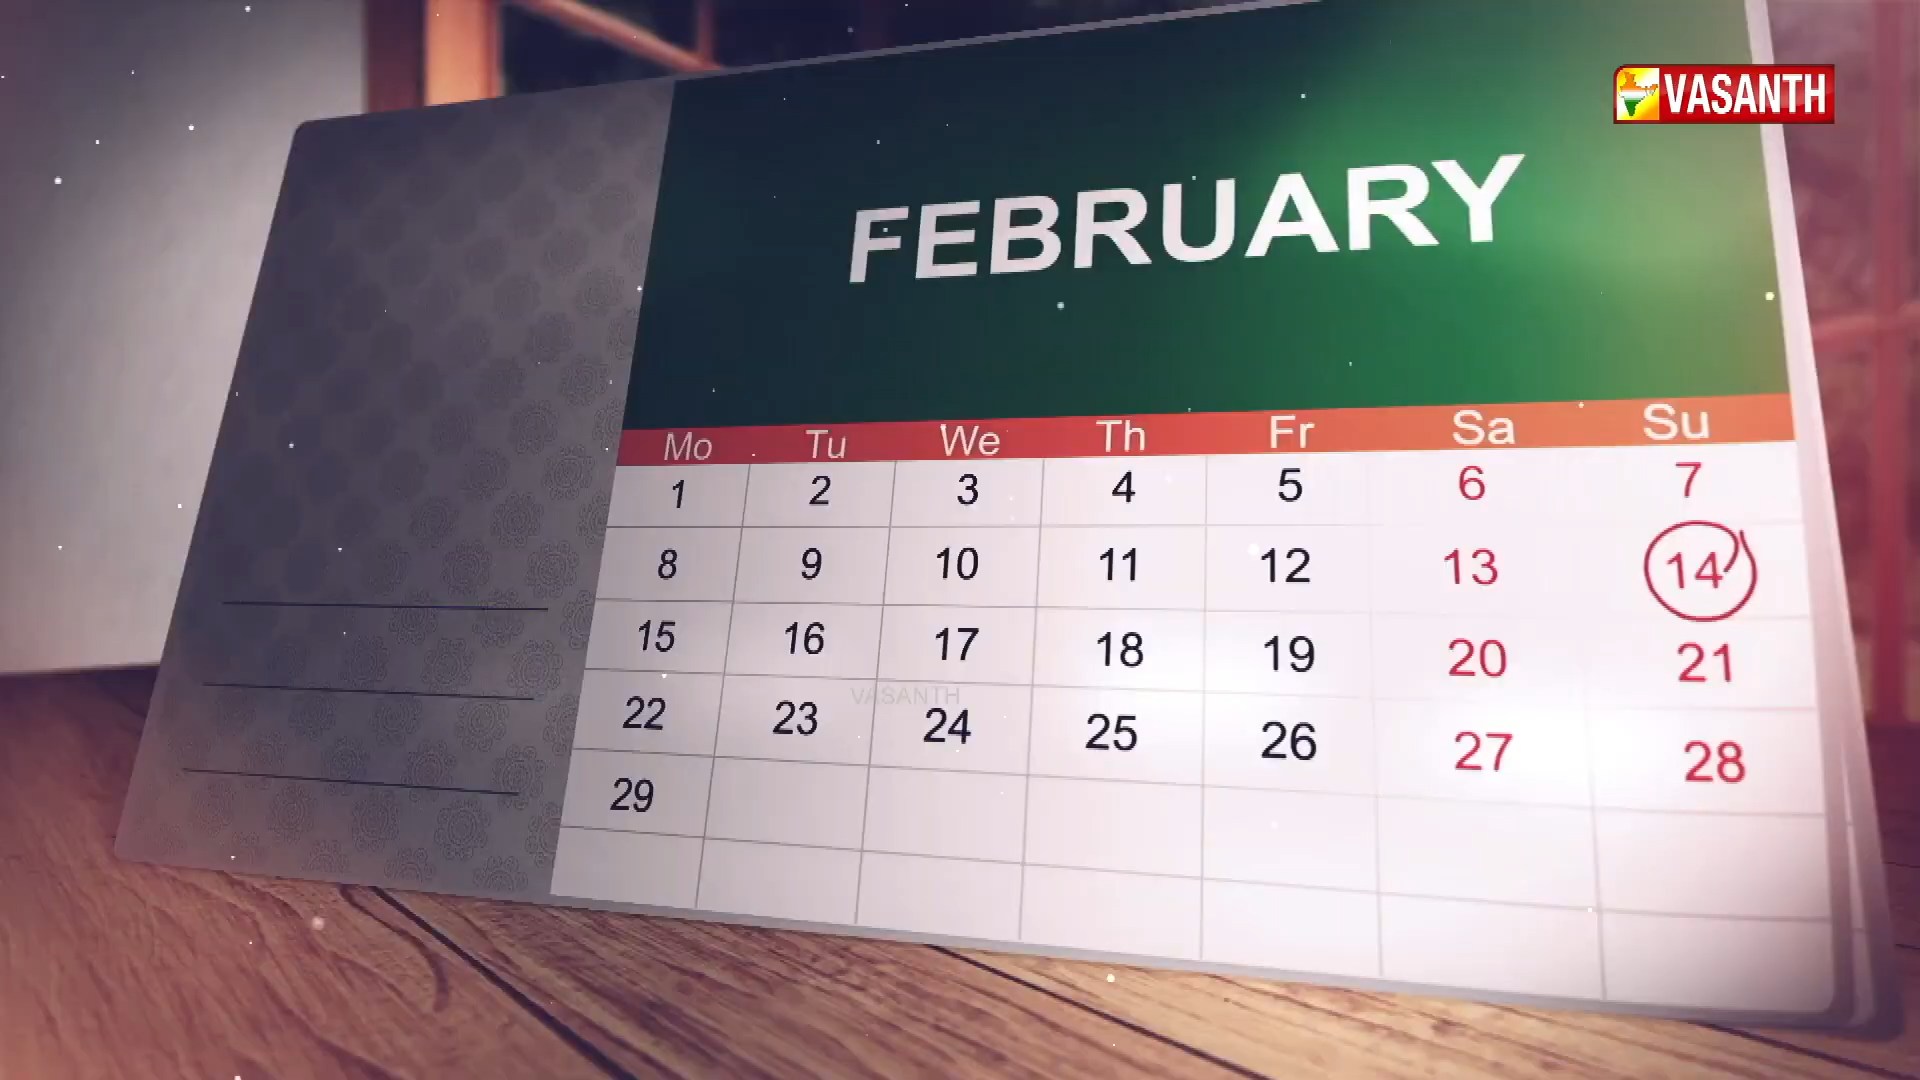 VASANTH
FEBRUARY
Mo Tu We Th Fr Sa Su
1 2 3 4 5 6 7
8 9 10 11 12 13 14
15 16 17 18 19 20 21
VASANTH
22 23 24 25 26 27 28
29